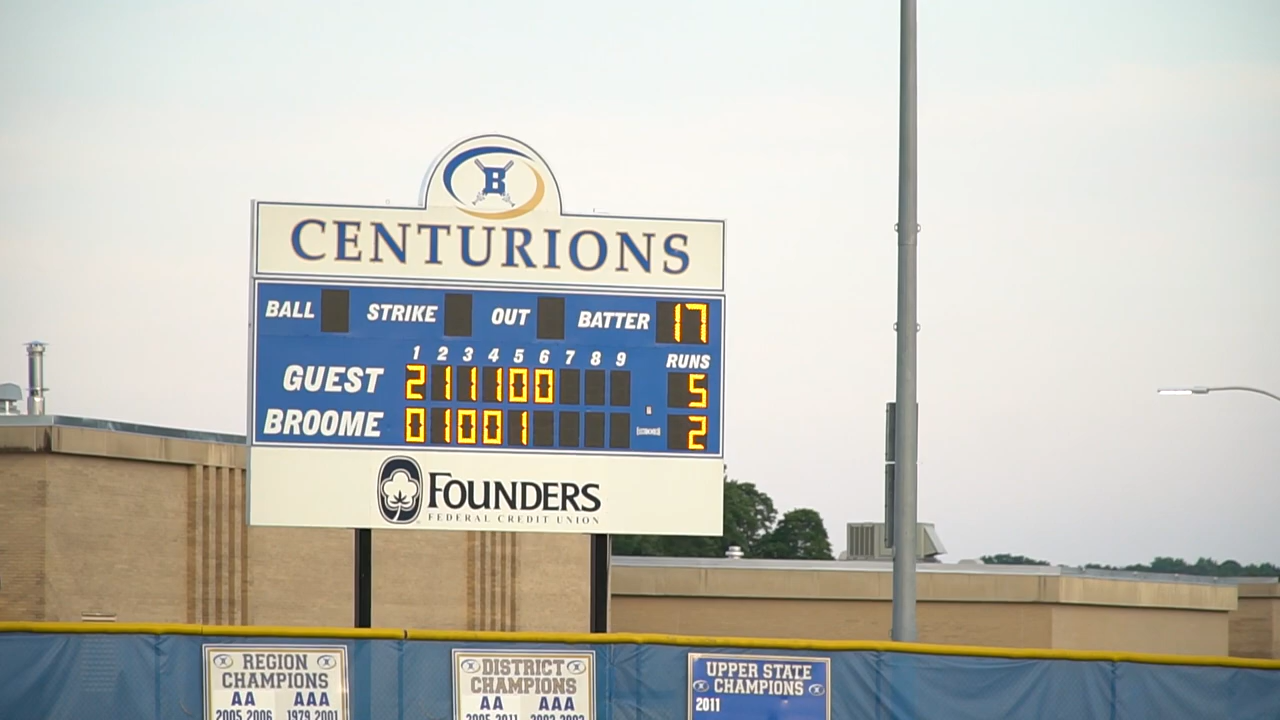 B
CENTURIONS
BALL STRIKE OUT BATTER 17
1 2 3 4 5 6 7 8 9 RUNS
GUEST 2 1 1 1 0 0 5
BROOME 0 1 0 0 1 2
FOUNDERS
FEDERAL CREDIT UNION
REGION
CHAMPIONS
AA AAA
2005 2006 1979 2001
DISTRICT
CHAMPIONS
AA AAA
UPPER STATE
CHAMPIONS
2011